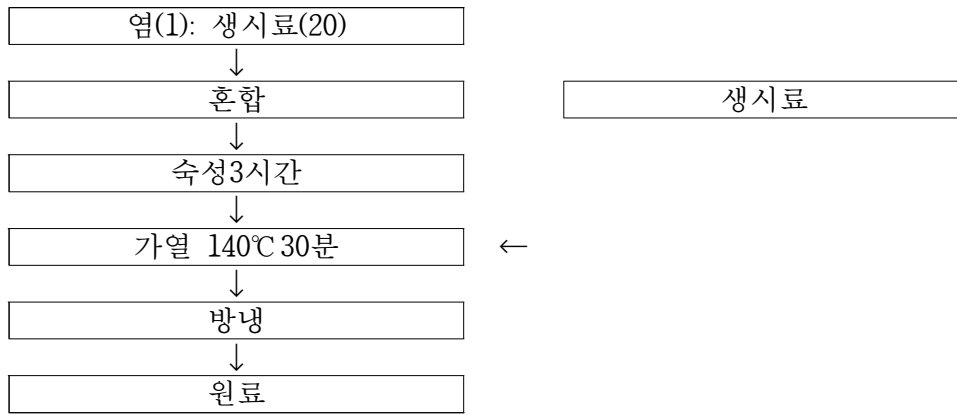 염(1): 생시료(20)
↓
혼합 생시료
↓
숙성3시간
↓
가열 140℃ 30분 ←
↓
방냉
↓
원료